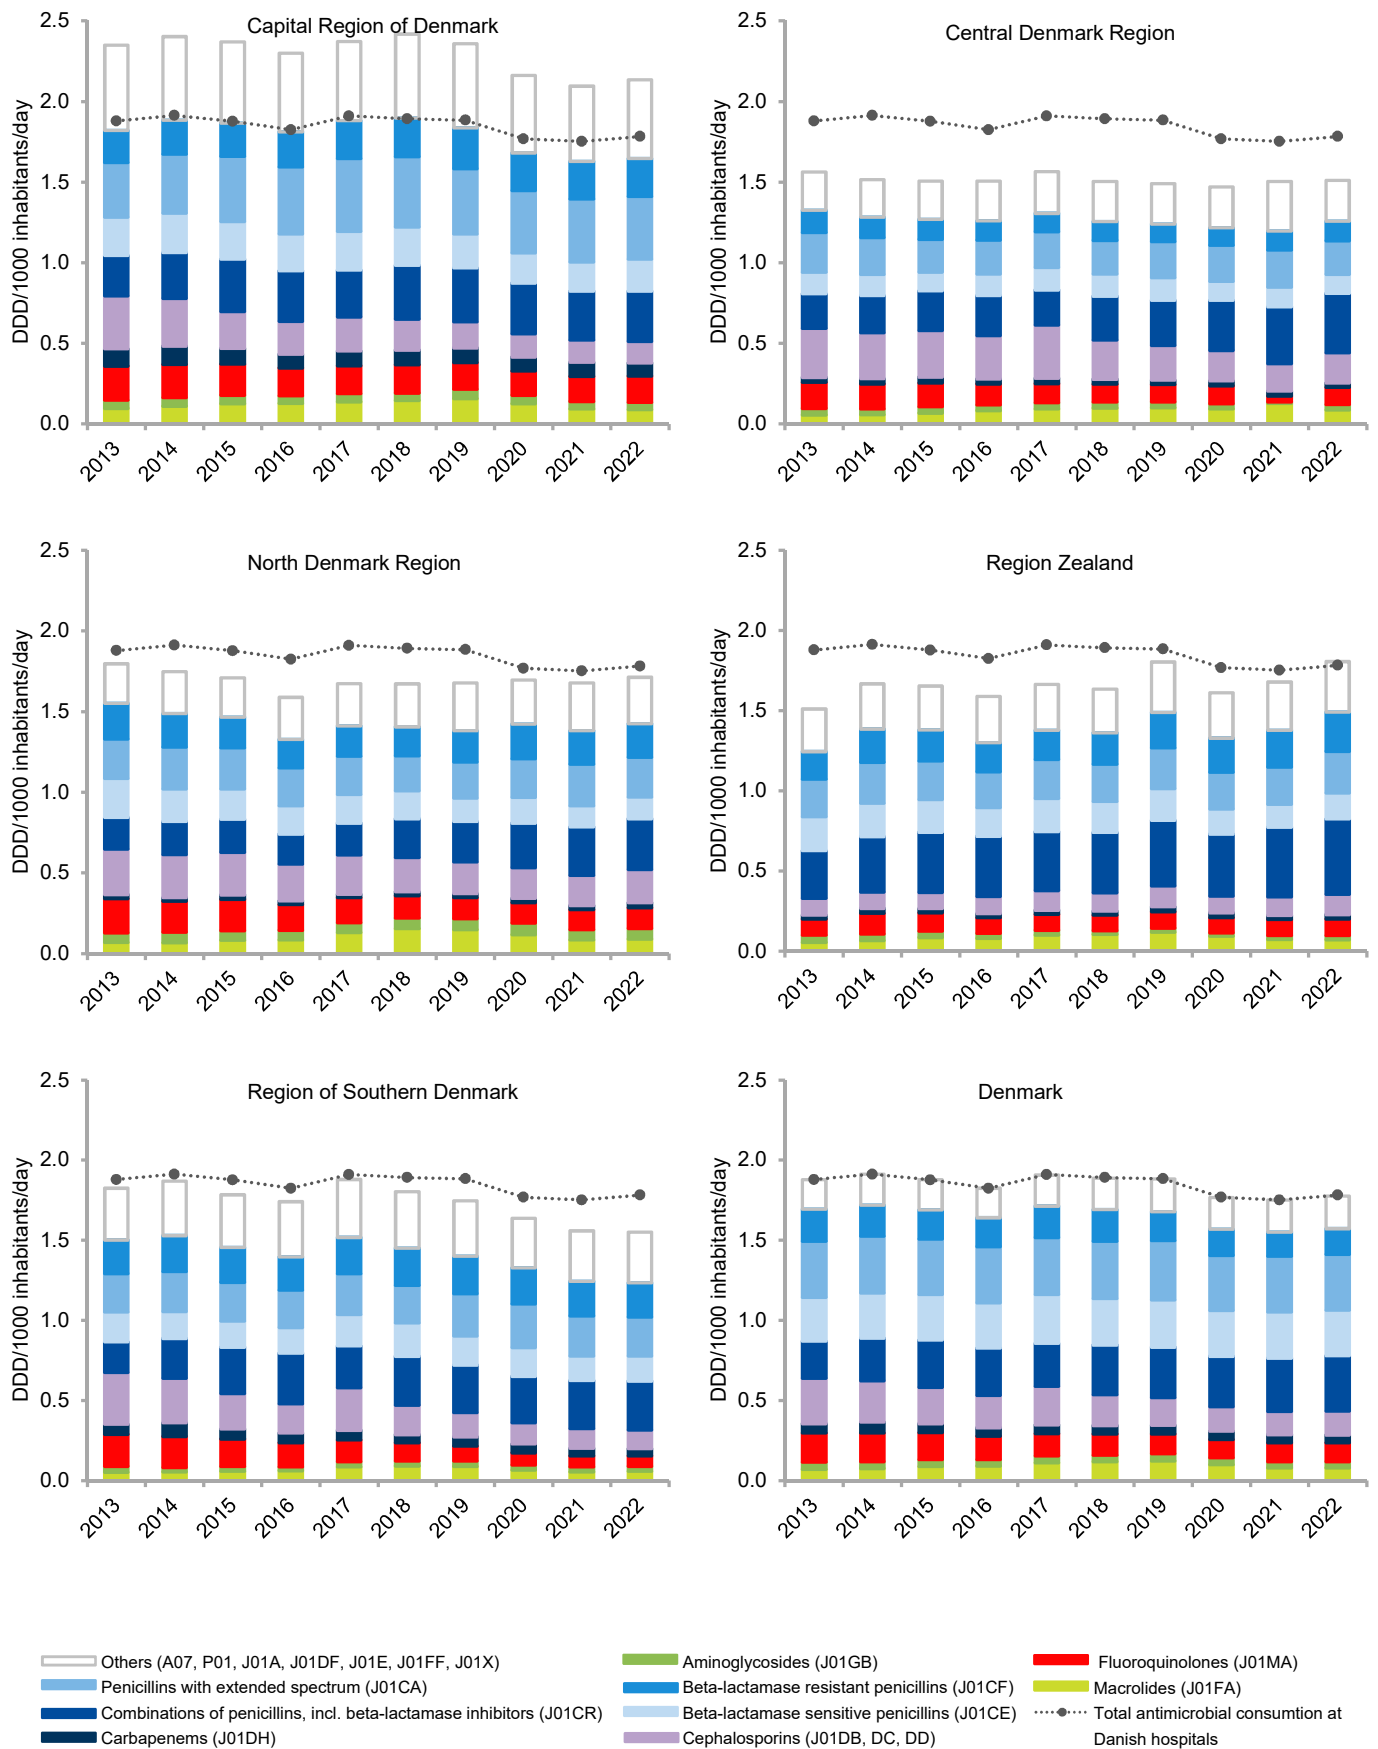 Capital Region of Denmark
DDD/1000 inhabitants/day
2.5
2.0
1.5
1.0
0.5
0.0
2013 2014 2015 2016 2017 2018 2019 2020 2021 2022
Central Denmark Region
DDD/1000 inhabitants/day
2.5
2.0
1.5
1.0
0.5
0.0
2013 2014 2015 2016 2017 2018 2019 2020 2021 2022
North Denmark Region
DDD/1000 inhabitants/day
2.5
2.0
1.5
1.0
0.5
0.0
2013 2014 2015 2016 2017 2018 2019 2020 2021 2022
Region Zealand
DDD/1000 inhabitants/day
2.5
2.0
1.5
1.0
0.5
0.0
2013 2014 2015 2016 2017 2018 2019 2020 2021 2022
Region of Southern Denmark
DDD/1000 inhabitants/day
2.5
2.0
1.5
1.0
0.5
0.0
2013 2014 2015 2016 2017 2018 2019 2020 2021 2022
Denmark
DDD/1000 inhabitants/day
2.5
2.0
1.5
1.0
0.5
0.0
2013 2014 2015 2016 2017 2018 2019 2020 2021 2022
Others (A07, P01, J01A, J01DF, J01E, J01FF, J01X)
Aminoglycosides (J01GB)
Fluoroquinolones (J01MA)
Penicillins with extended spectrum (J01CA)
Beta-lactamase resistant penicillins (J01CF)
Macrolides (J01FA)
Combinations of penicillins, incl. beta-lactamase inhibitors (J01CR)
Beta-lactamase sensitive penicillins (J01CE)
Total antimicrobial consumtion at
Danish hospitals
Carbapenems (J01DH)
Cephalosporins (J01DB, DC, DD)